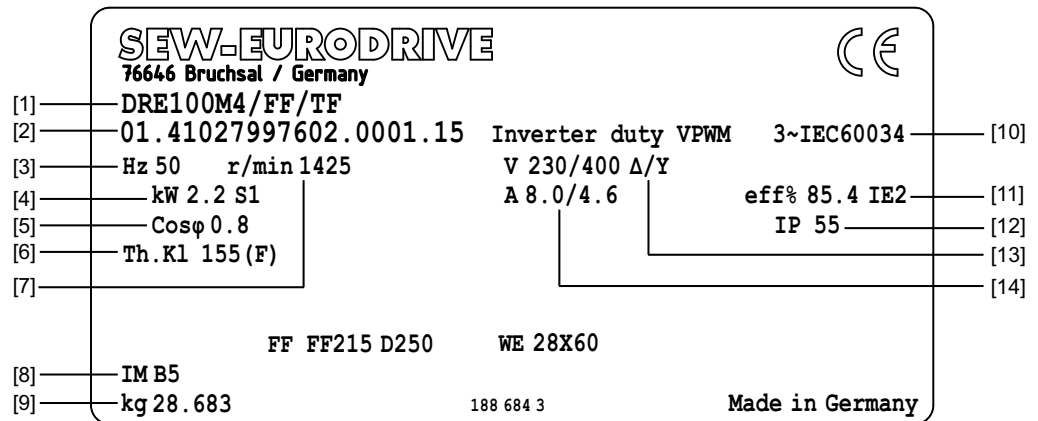 SEW-EURODRIVE CE
76646 Bruchsal / Germany
[1] DRE100M4/FF/TF
[2] 01.41027997602.0001.15 Inverter duty VPWM 3~IEC60034 [10]
[3] Hz 50 r/min 1425 V 230/400 Δ/Y
[4] kW 2.2 S1 A 8.0/4.6 eff% 85.4 IE2 [11]
[5] Cosφ 0.8 IP 55 [12]
[6] Th.Kl 155(F) [13]
[7] [14]
FF FF215 D250 WE 28X60
[8] IM B5
[9] kg 28.683 188 684 3 Made in Germany